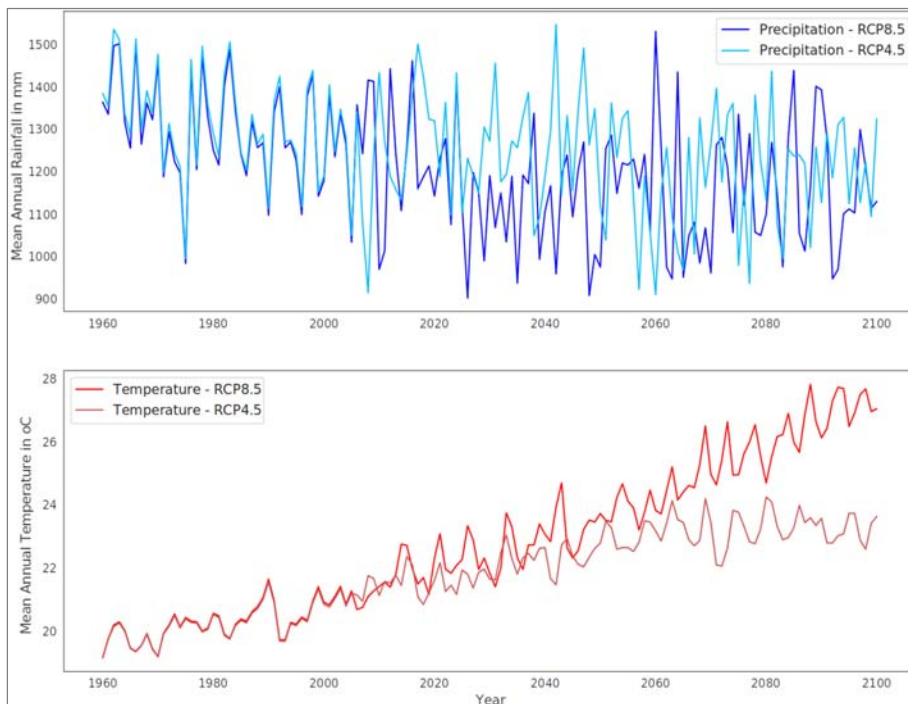 Mean Annual Rainfall in mm
1500
1400
1300
1200
1100
1000
900
Precipitation - RCP8.5
Precipitation - RCP4.5
1960 1980 2000 2020 2040 2060 2080 2100
Mean Annual Temperature in oC
28
26
24
22
20
Temperature - RCP8.5
Temperature - RCP4.5
1960 1980 2000 2020 2040 2060 2080 2100
Year